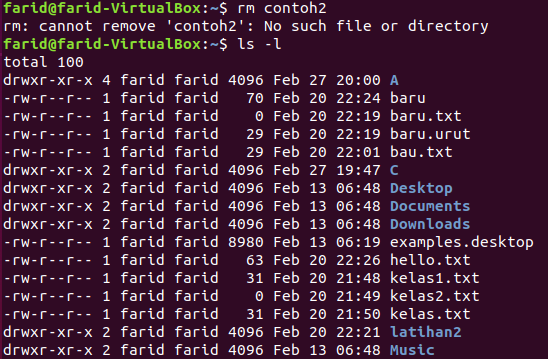 farid@farid-VirtualBox:~$ rm contoh2
rm: cannot remove 'contoh2': No such file or directory
farid@farid-VirtualBox:~$ ls -l
total 100
drwxr-xr-x 4 farid farid 4096 Feb 27 20:00 A
-rw-r--r-- 1 farid farid   70 Feb 20 22:24 baru
-rw-r--r-- 1 farid farid    0 Feb 20 22:19 baru.txt
-rw-r--r-- 1 farid farid   29 Feb 20 22:19 baru.urut
-rw-r--r-- 1 farid farid   29 Feb 20 22:01 bau.txt
drwxr-xr-x 2 farid farid 4096 Feb 27 19:47 C
drwxr-xr-x 2 farid farid 4096 Feb 13 06:48 Desktop
drwxr-xr-x 2 farid farid 4096 Feb 13 06:48 Documents
drwxr-xr-x 2 farid farid 4096 Feb 13 06:48 Downloads
-rw-r--r-- 1 farid farid 8980 Feb 13 06:19 examples.desktop
-rw-r--r-- 1 farid farid   63 Feb 20 22:26 hello.txt
-rw-r--r-- 1 farid farid   31 Feb 20 21:48 kelas1.txt
-rw-r--r-- 1 farid farid    0 Feb 20 21:49 kelas2.txt
-rw-r--r-- 1 farid farid   31 Feb 20 21:50 kelas.txt
drwxr-xr-x 2 farid farid 4096 Feb 20 22:21 latihan2
drwxr-xr-x 2 farid farid 4096 Feb 13 06:48 Music